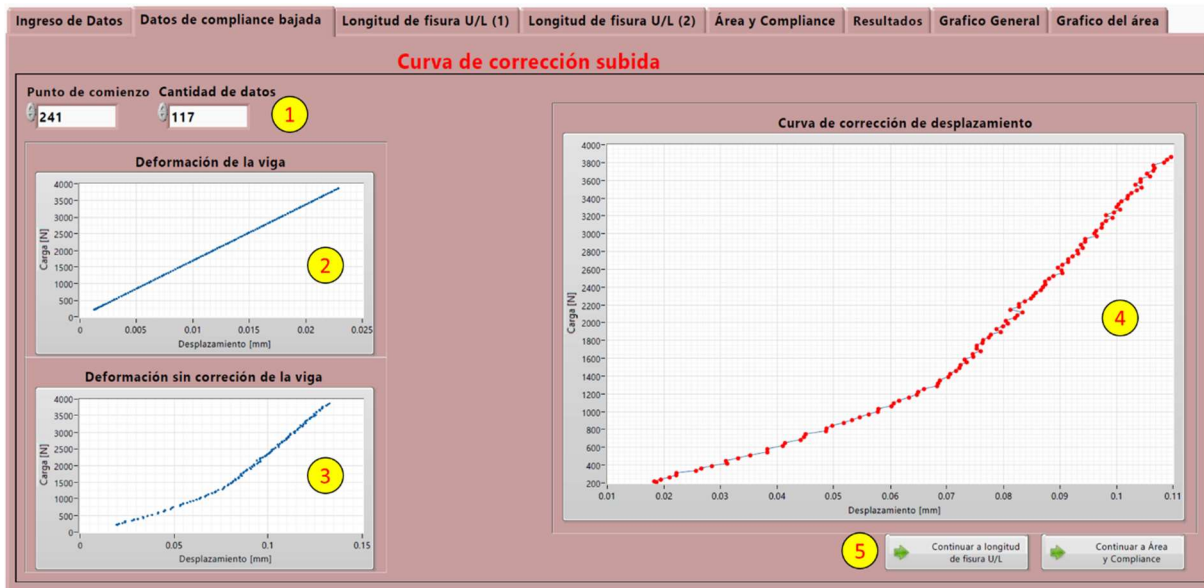 Ingreso de Datos
Datos de compliance bajada
Longitud de fisura U/L (1)
Longitud de fisura U/L (2)
Área y Compliance
Resultados
Grafico General
Grafico del área
Curva de corrección subida
Punto de comienzo
Cantidad de datos
241
117
1
Deformación de la viga
Carga [N]
4000
3500
3000
2500
2000
1500
1000
500
0
0
0.005
0.01
0.015
0.02
0.025
Desplazamiento [mm]
2
Deformación sin correción de la viga
Carga [N]
4000
3500
3000
2500
2000
1500
1000
500
0
0
0.05
0.1
0.15
Desplazamiento [mm]
3
Curva de corrección de desplazamiento
Carga [N]
4000
3800
3600
3400
3200
3000
2800
2600
2400
2200
2000
1800
1600
1400
1200
1000
800
600
400
200
0.01
0.02
0.03
0.04
0.05
0.06
0.07
0.08
0.09
0.1
0.11
Desplazamiento [mm]
4
5
Continuar a longitud
de fisura U/L
Continuar a Área
y Compliance